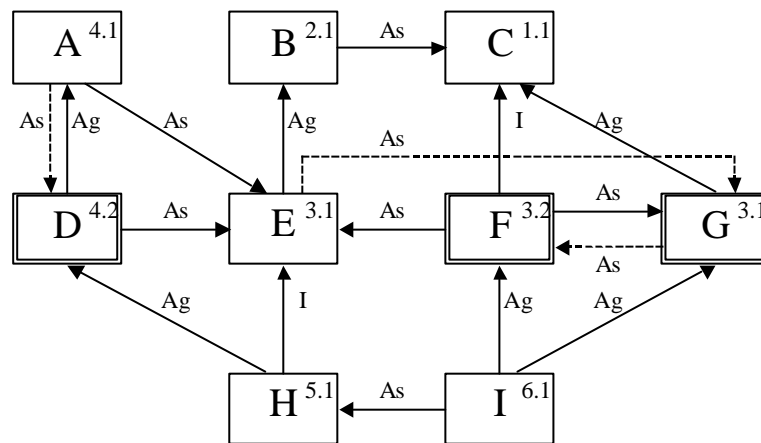 A 4.1
B 2.1
As
C 1.1
As
Ag
As
Ag
As
I
Ag
D 4.2
As
E 3.1
As
F 3.2
As
As
G 3.1
Ag
I
Ag
Ag
H 5.1
As
I 6.1